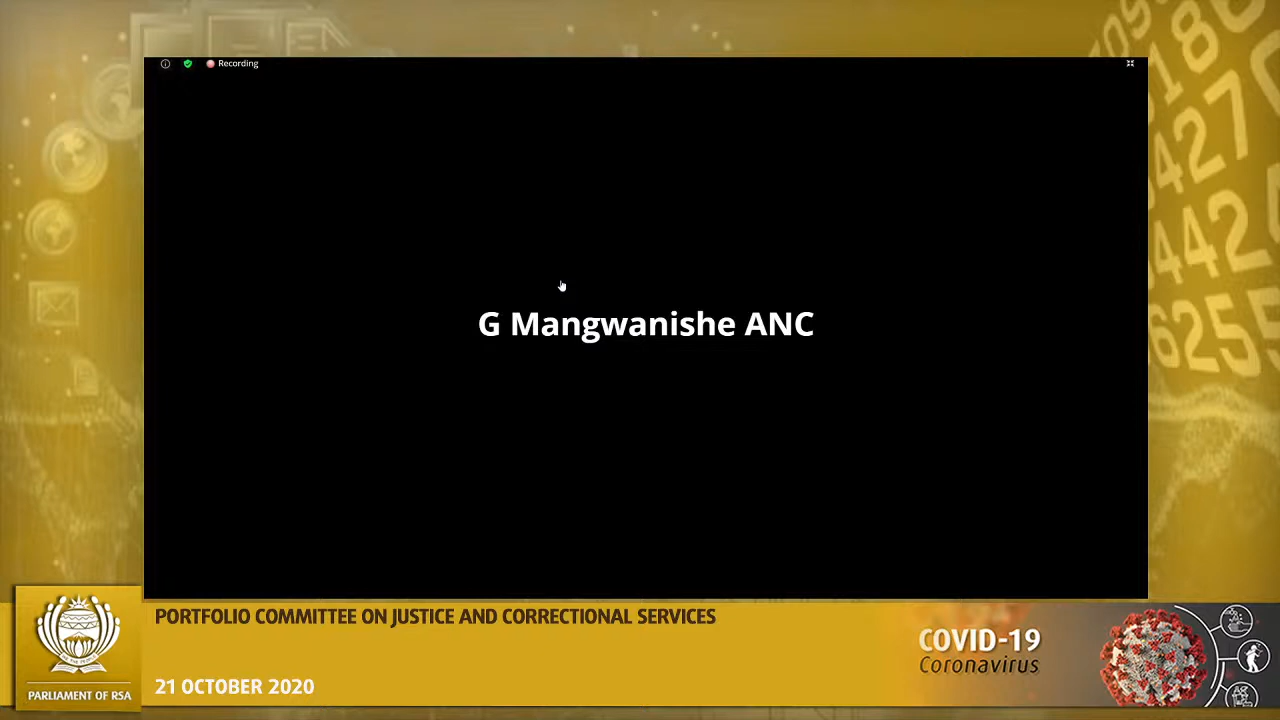 Recording
G Mangwanishe ANC
PORTFOLIO COMMITTEE ON JUSTICE AND CORRECTIONAL SERVICES
21 OCTOBER 2020
PARLIAMENT OF RSA
COVID-19
Coronavirus